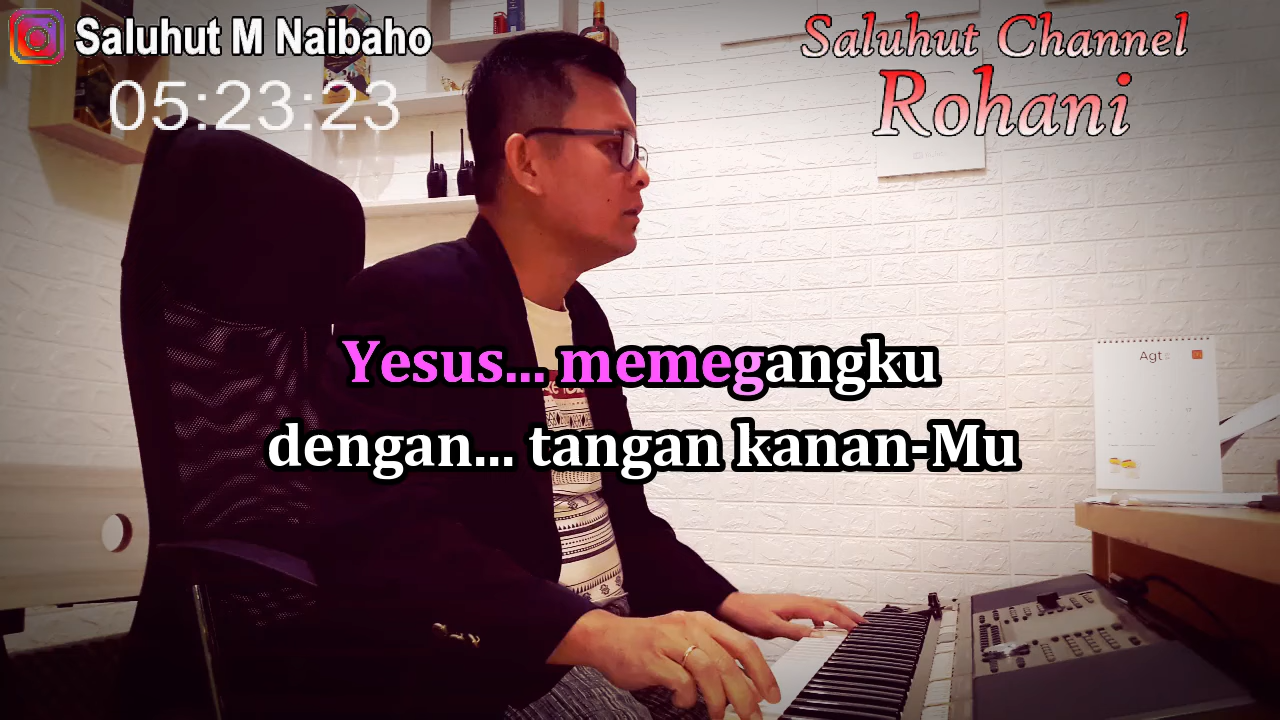 Saluhut M Naibaho
05:23:23
Saluhut Channel
Rohani
Yesus... memegangku
dengan... tangan kanan-Mu
Agt